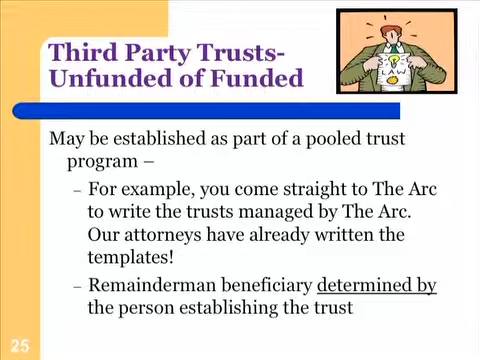 Third Party Trusts-
Unfunded of Funded
LAW
May be established as part of a pooled trust
program –
– For example, you come straight to The Arc
to write the trusts managed by The Arc.
Our attorneys have already written the
templates!
– Remainderman beneficiary determined by
the person establishing the trust
25